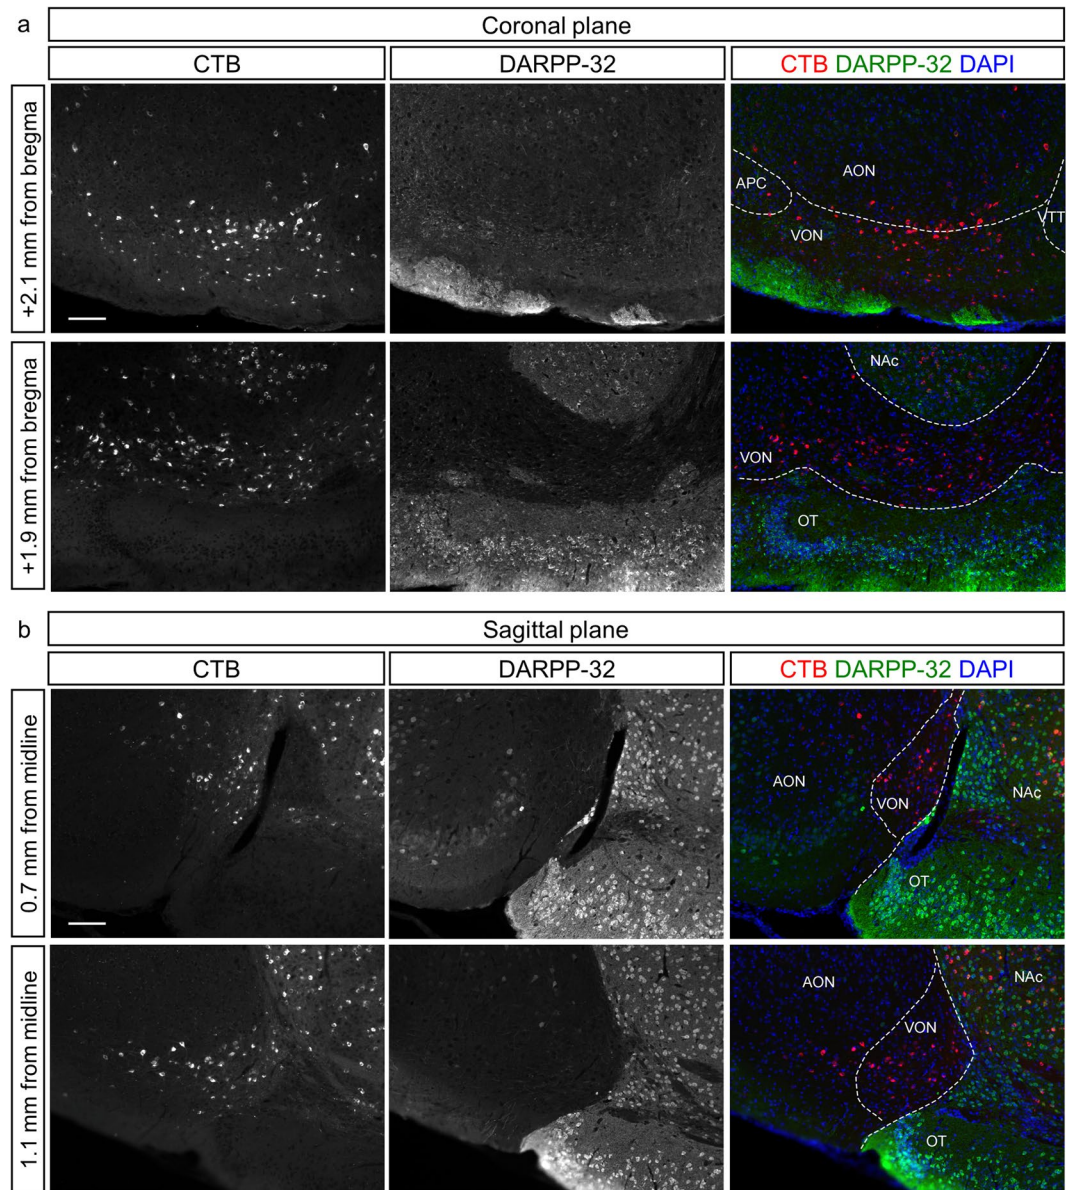 a
Coronal plane
CTB
DARPP-32
CTB DARPP-32 DAPI
+2.1 mm from bregma
AON
APC
VTT
VON
+1.9 mm from bregma
NAc
VON
OT
b
Sagittal plane
CTB
DARPP-32
CTB DARPP-32 DAPI
0.7 mm from midline
AON
NAc
VON
OT
1.1 mm from midline
AON
NAc
VON
OT